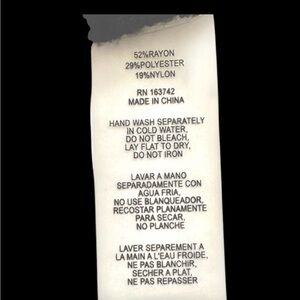 52%RAYON
29%POLYESTER
19%NYLON
RN 163742
MADE IN CHINA
HAND WASH SEPARATELY
IN COLD WATER,
DO NOT BLEACH,
LAY FLAT TO DRY,
DO NOT IRON
LAVAR A MANO
SEPARADAMENTE CON
AGUA FRIA,
NO USE BLANQUEADOR,
RECOSTAR PLANAMENTE
PARA SECAR,
NO PLANCHE
LAVER SEPAREMENT A
LA MAIN A L'EAU FROIDE,
NE PAS BLANCHIR,
SECHER A PLAT,
NE PAS REPASSER